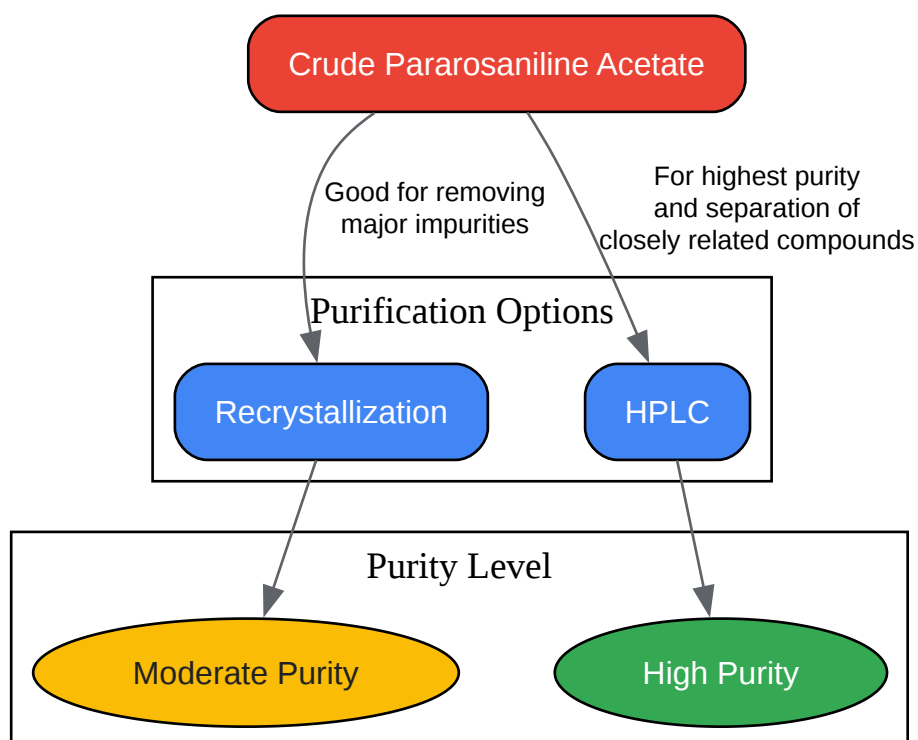 Crude Pararosaniline Acetate
Good for removing
major impurities
For highest purity
and separation of
closely related compounds
Purification Options
Recrystallization
HPLC
Purity Level
Moderate Purity
High Purity